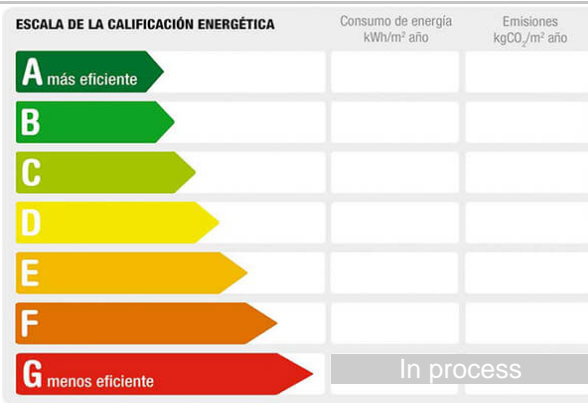 ESCALA DE LA CALIFICACIÓN ENERGÉTICA
Consumo de energía
kWh/m² año
Emisiones
kgCO₂/m² año
A más eficiente
B
C
D
E
F
G menos eficiente
In process